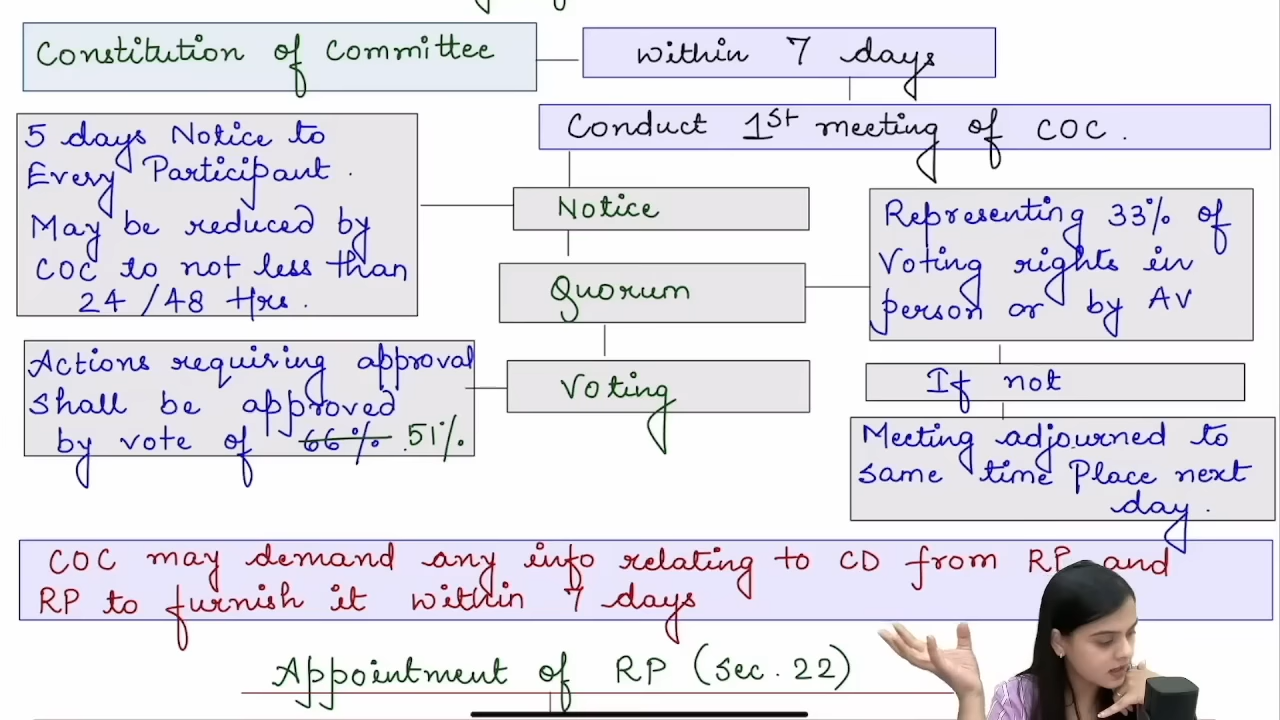 Constitution of Committee
Within 7 days
Conduct 1st meeting of COC.
5 days Notice to
Every Participant.
May be reduced by
COC to not less than
24/48 Hrs.
Notice
Quorum
Representing 33% of
Voting rights in
person or by AV
Actions requiring approval
Shall be approved
by vote of 66% 51%
Voting
If not
Meeting adjourned to
same time Place next
day.
COC may demand any info relating to CD from RP and
RP to furnish it within 7 days
Appointment of RP (Sec. 22)